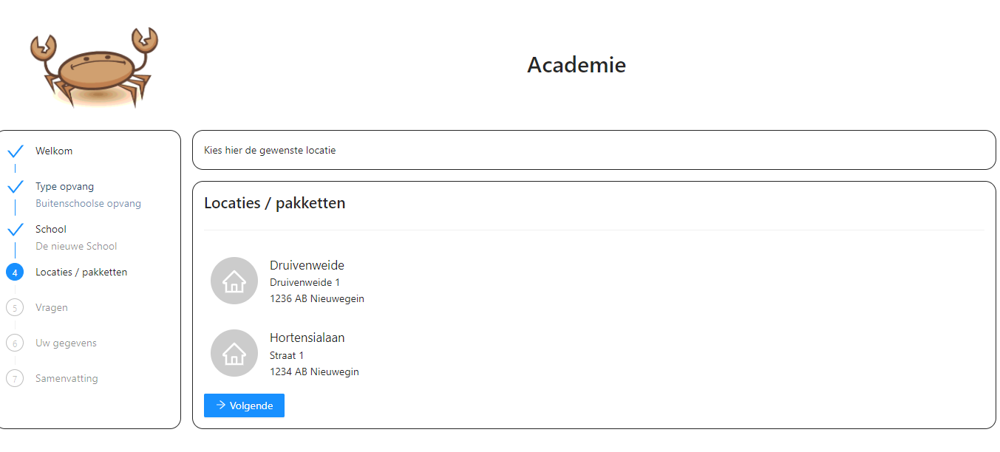 Academie
Welkom
Type opvang
Buitenschoolse opvang
School
De nieuwe School
4 Locaties / pakketten
5 Vragen
6 Uw gegevens
7 Samenvatting
Kies hier de gewenste locatie
Locaties / pakketten
Druivenweide
Druivenweide 1
1236 AB Nieuwegein
Hortensialaan
Straat 1
1234 AB Nieuwegin
Volgende